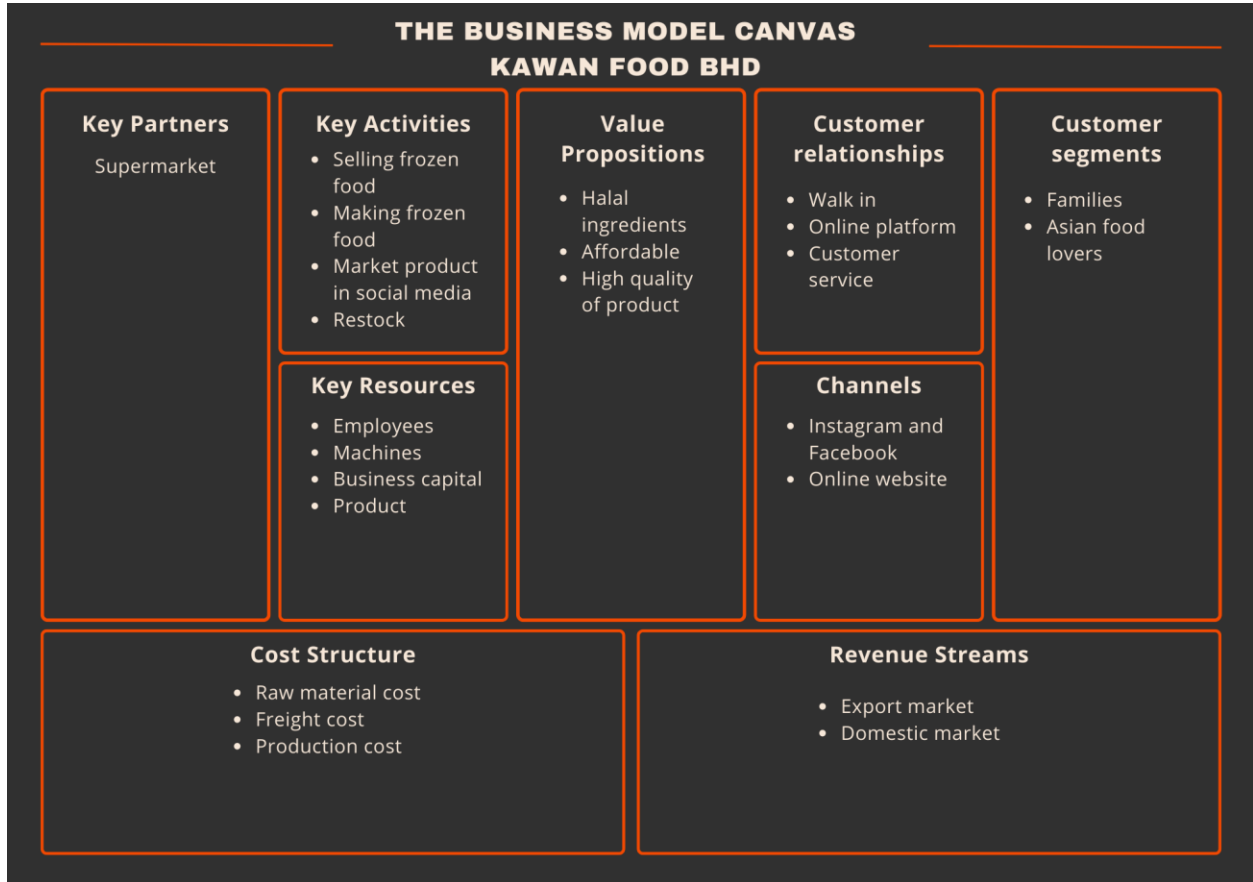 THE BUSINESS MODEL CANVAS
KAWAN FOOD BHD
Key Partners
Supermarket
Key Activities
• Selling frozen
food
• Making frozen
food
• Market product
in social media
• Restock
Key Resources
• Employees
• Machines
• Business capital
• Product
Value
Propositions
• Halal
ingredients
• Affordable
• High quality
of product
Customer
relationships
• Walk in
• Online platform
• Customer
service
Channels
• Instagram and
Facebook
• Online website
Customer
segments
• Families
• Asian food
lovers
Cost Structure
• Raw material cost
• Freight cost
• Production cost
Revenue Streams
• Export market
• Domestic market